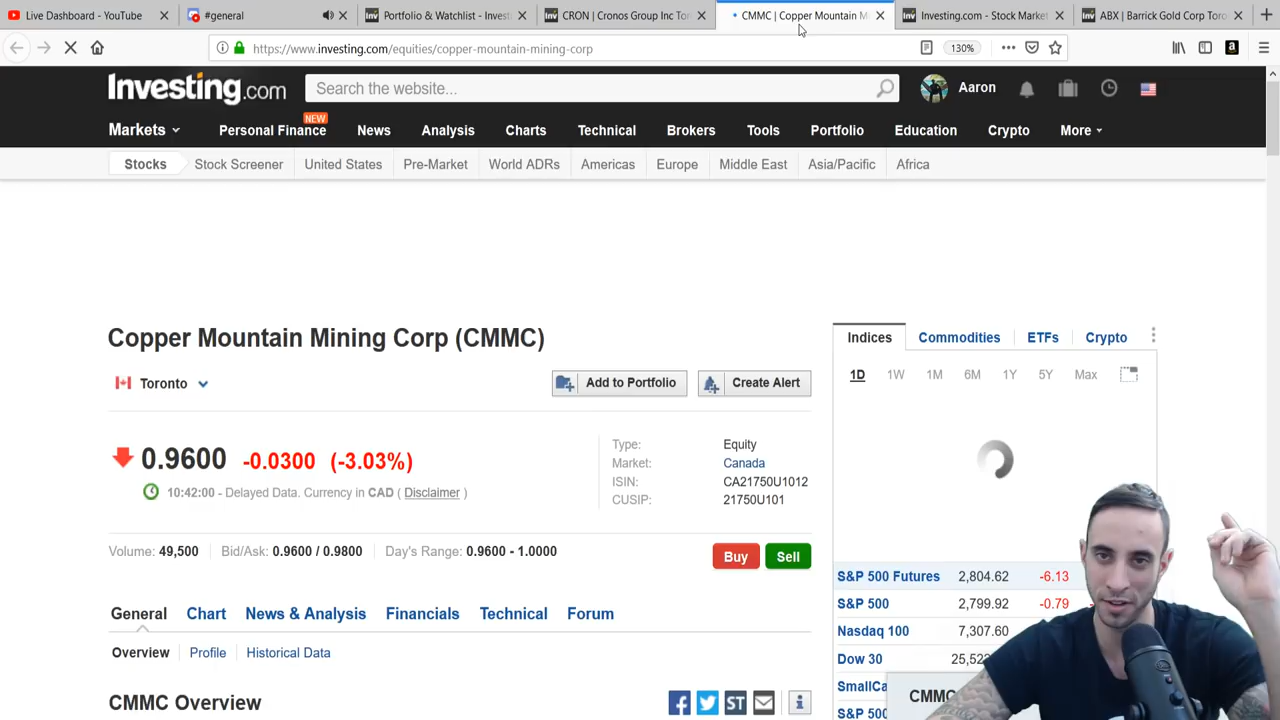 Live Dashboard - YouTube
#general
Portfolio & Watchlist - Investi
CRON | Cronos Group Inc Toro
CMMC | Copper Mountain M
Investing.com - Stock Market
ABX | Barrick Gold Corp Toro
https://www.investing.com/equities/copper-mountain-mining-corp
130%
Investing.com
Search the website...
Aaron
NEW
Markets Personal Finance News Analysis Charts Technical Brokers Tools Portfolio Education Crypto More
Stocks Stock Screener United States Pre-Market World ADRs Americas Europe Middle East Asia/Pacific Africa
Copper Mountain Mining Corp (CMMC)
Toronto
Add to Portfolio
Create Alert
0.9600 -0.0300 (-3.03%)
10:42:00 - Delayed Data. Currency in CAD ( Disclaimer )
Type: Equity
Market: Canada
ISIN: CA21750U1012
CUSIP: 21750U101
Volume: 49,500 Bid/Ask: 0.9600 / 0.9800 Day's Range: 0.9600 - 1.0000
Buy
Sell
General Chart News & Analysis Financials Technical Forum
Overview Profile Historical Data
CMMC Overview
ST
Indices Commodities ETFs Crypto
1D 1W 1M 6M 1Y 5Y Max
S&P 500 Futures 2,804.62 -6.13
S&P 500 2,799.92 -0.79
Nasdaq 100 7,307.60
Dow 30 25,52
SmallCa
S&P 500
CMMC